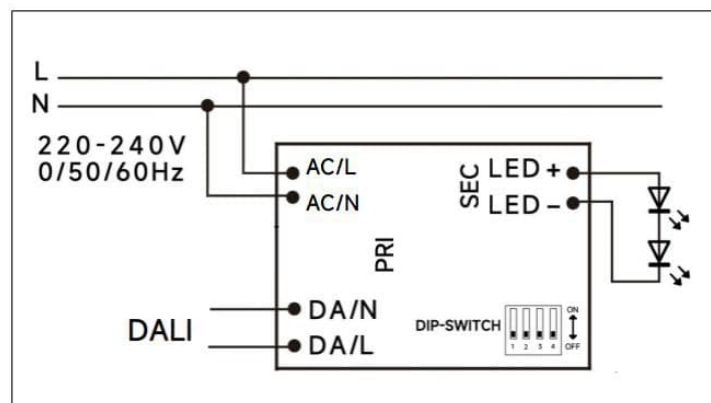 L
N
220-240V
0/50/60Hz
AC/L
AC/N
PRI
SEC
LED +
LED -
DALI
DA/N
DA/L
DIP-SWITCH
1 2 3 4
ON
OFF